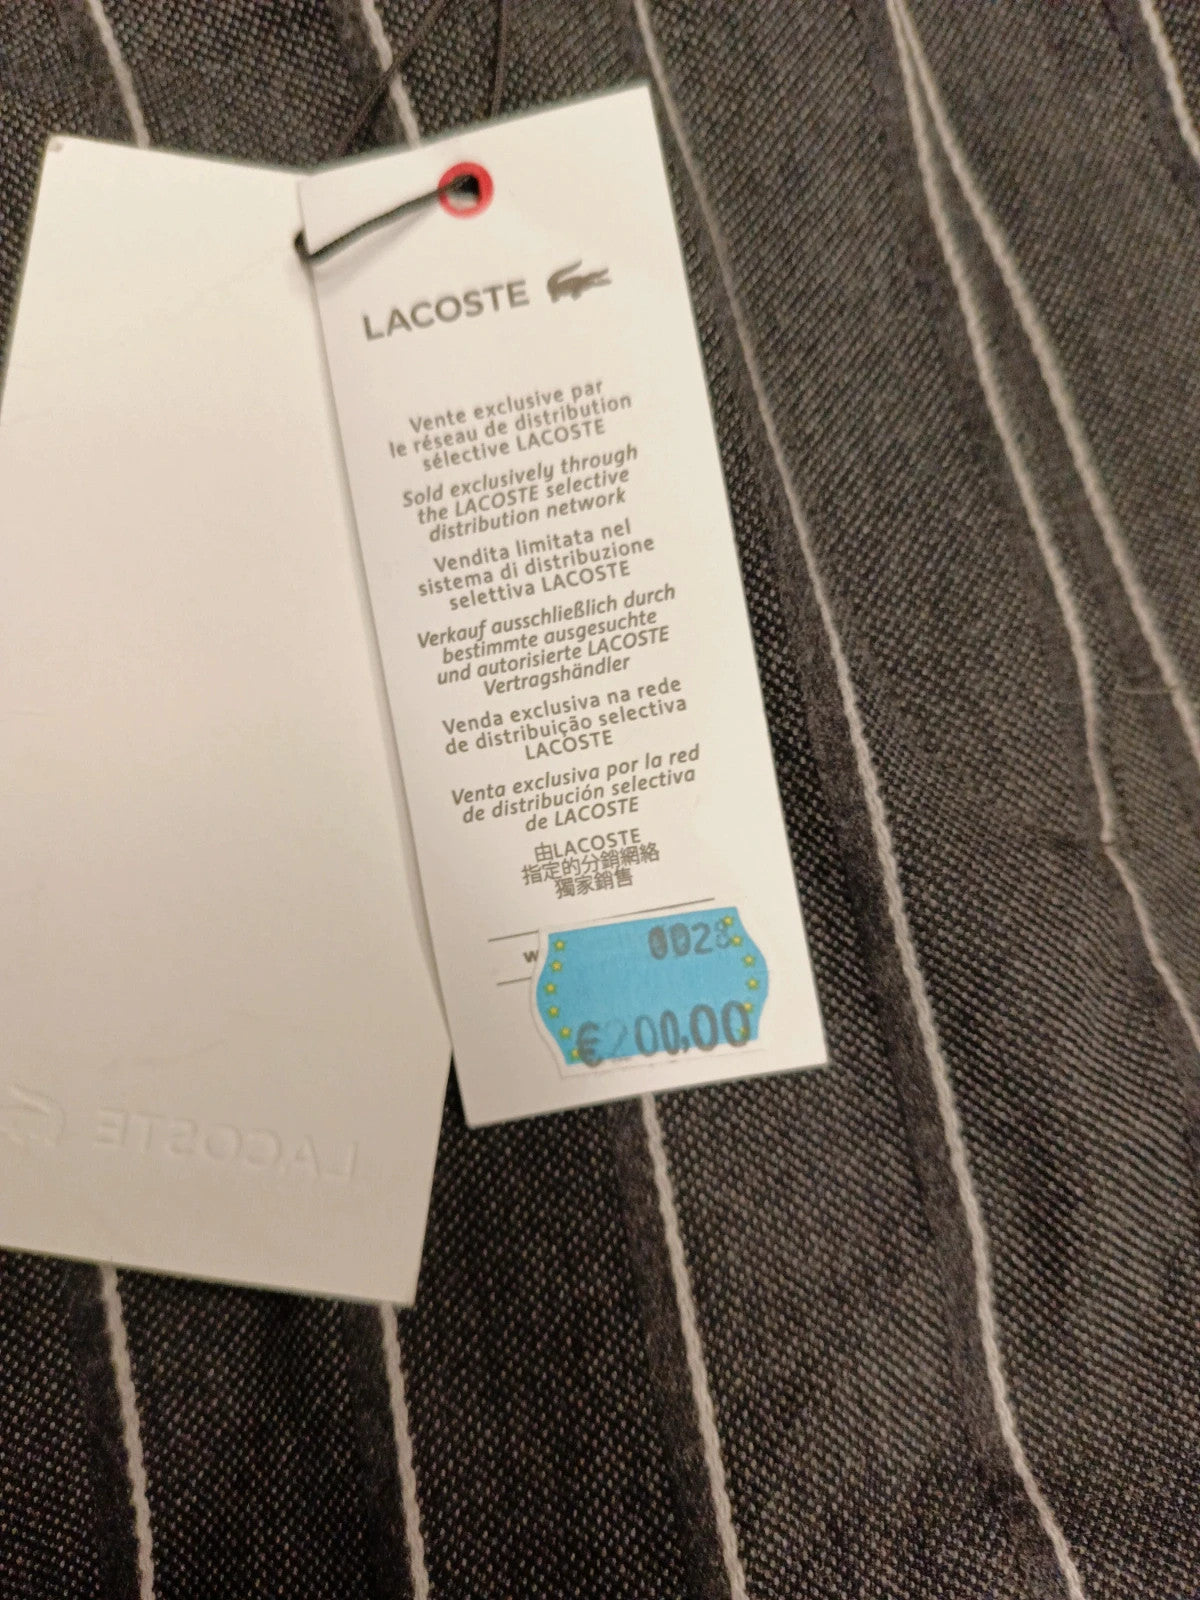 LACOSTE
Vente exclusive par
le réseau de distribution
sélective LACOSTE
Sold exclusively through
the LACOSTE selective
distribution network
Vendita limitata nel
sistema di distribuzione
selettiva LACOSTE
Verkauf ausschließlich durch
bestimmte ausgesuchte
und autorisierte LACOSTE
Vertragshändler
Venda exclusiva na rede
de distribuição selectiva
LACOSTE
Venta exclusiva por la red
de distribución selectiva
de LACOSTE
由LACOSTE
指定的分銷網絡
獨家銷售
€200,00
LACOSTE